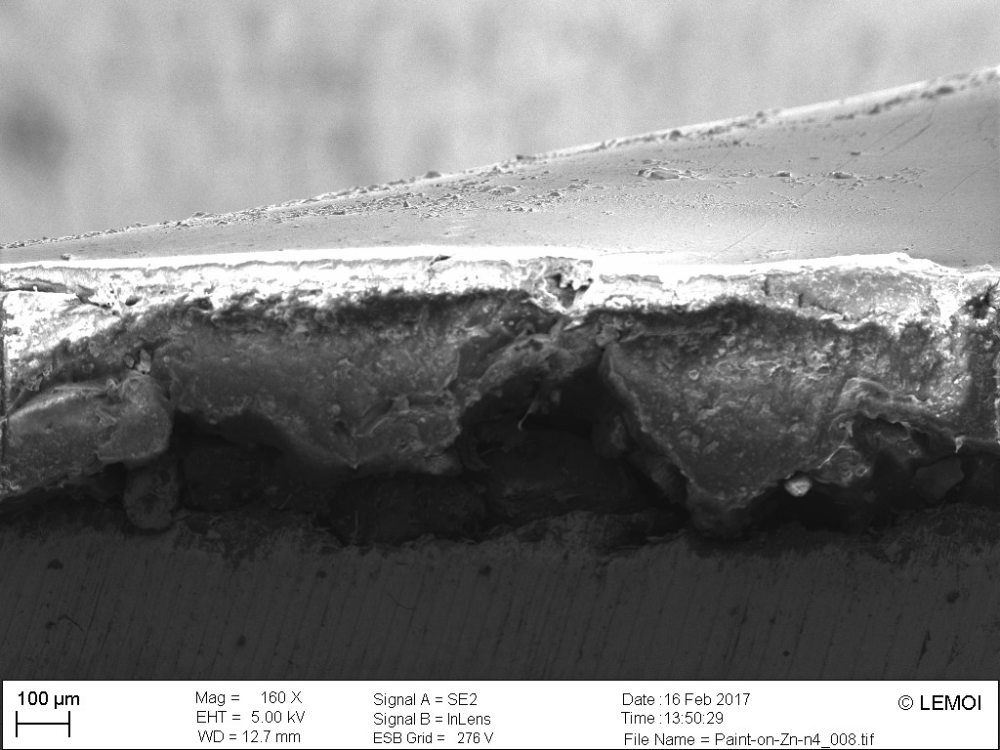 100 µm
Mag = 160 X
EHT = 5.00 kV
WD = 12.7 mm
Signal A = SE2
Signal B = InLens
ESB Grid = 276 V
Date :16 Feb 2017
Time :13:50:29
File Name = Paint-on-Zn-n4_008.tif
© LEMOI